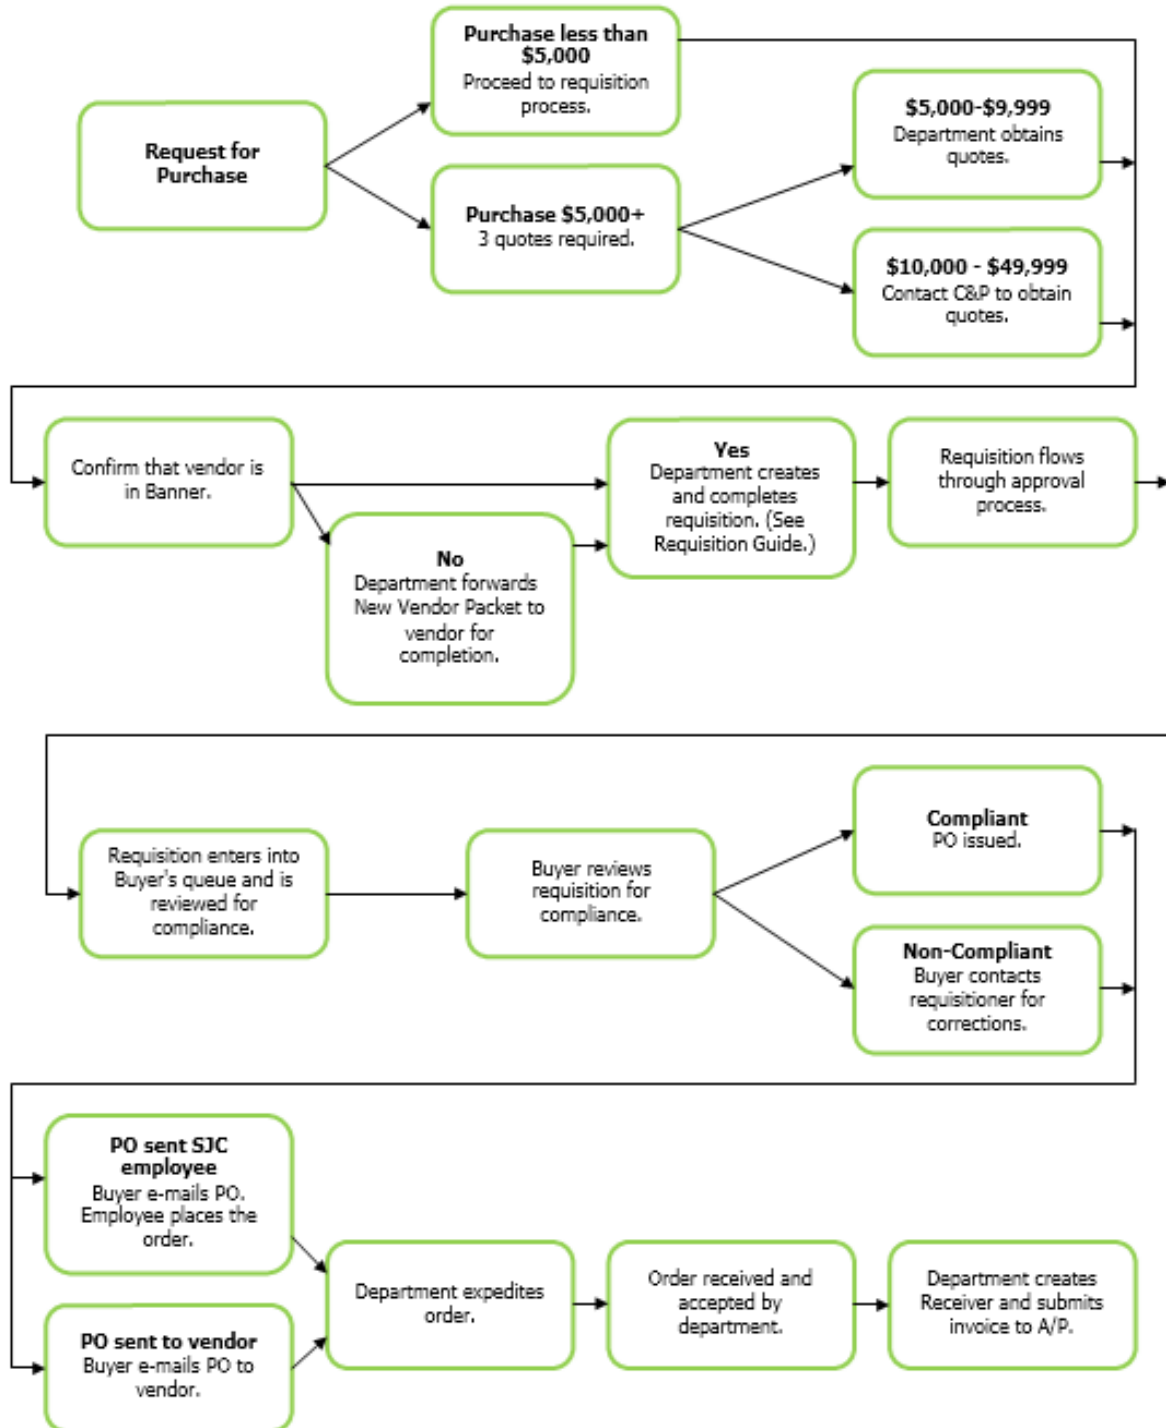 Purchase less than
$5,000
Proceed to requisition
process.
Request for
Purchase
Purchase $5,000+
3 quotes required.
$5,000-$9,999
Department obtains
quotes.
$10,000 - $49,999
Contact C&P to obtain
quotes.
Confirm that vendor is
in Banner.
No
Department forwards
New Vendor Packet to
vendor for
completion.
Yes
Department creates
and completes
requisition. (See
Requisition Guide.)
Requisition flows
through approval
process.
Requisition enters into
Buyer's queue and is
reviewed for
compliance.
Buyer reviews
requisition for
compliance.
Compliant
PO issued.
Non-Compliant
Buyer contacts
requisitioner for
corrections.
PO sent SJC
employee
Buyer e-mails PO.
Employee places the
order.
PO sent to vendor
Buyer e-mails PO to
vendor.
Department expedites
order.
Order received and
accepted by
department.
Department creates
Receiver and submits
invoice to A/P.